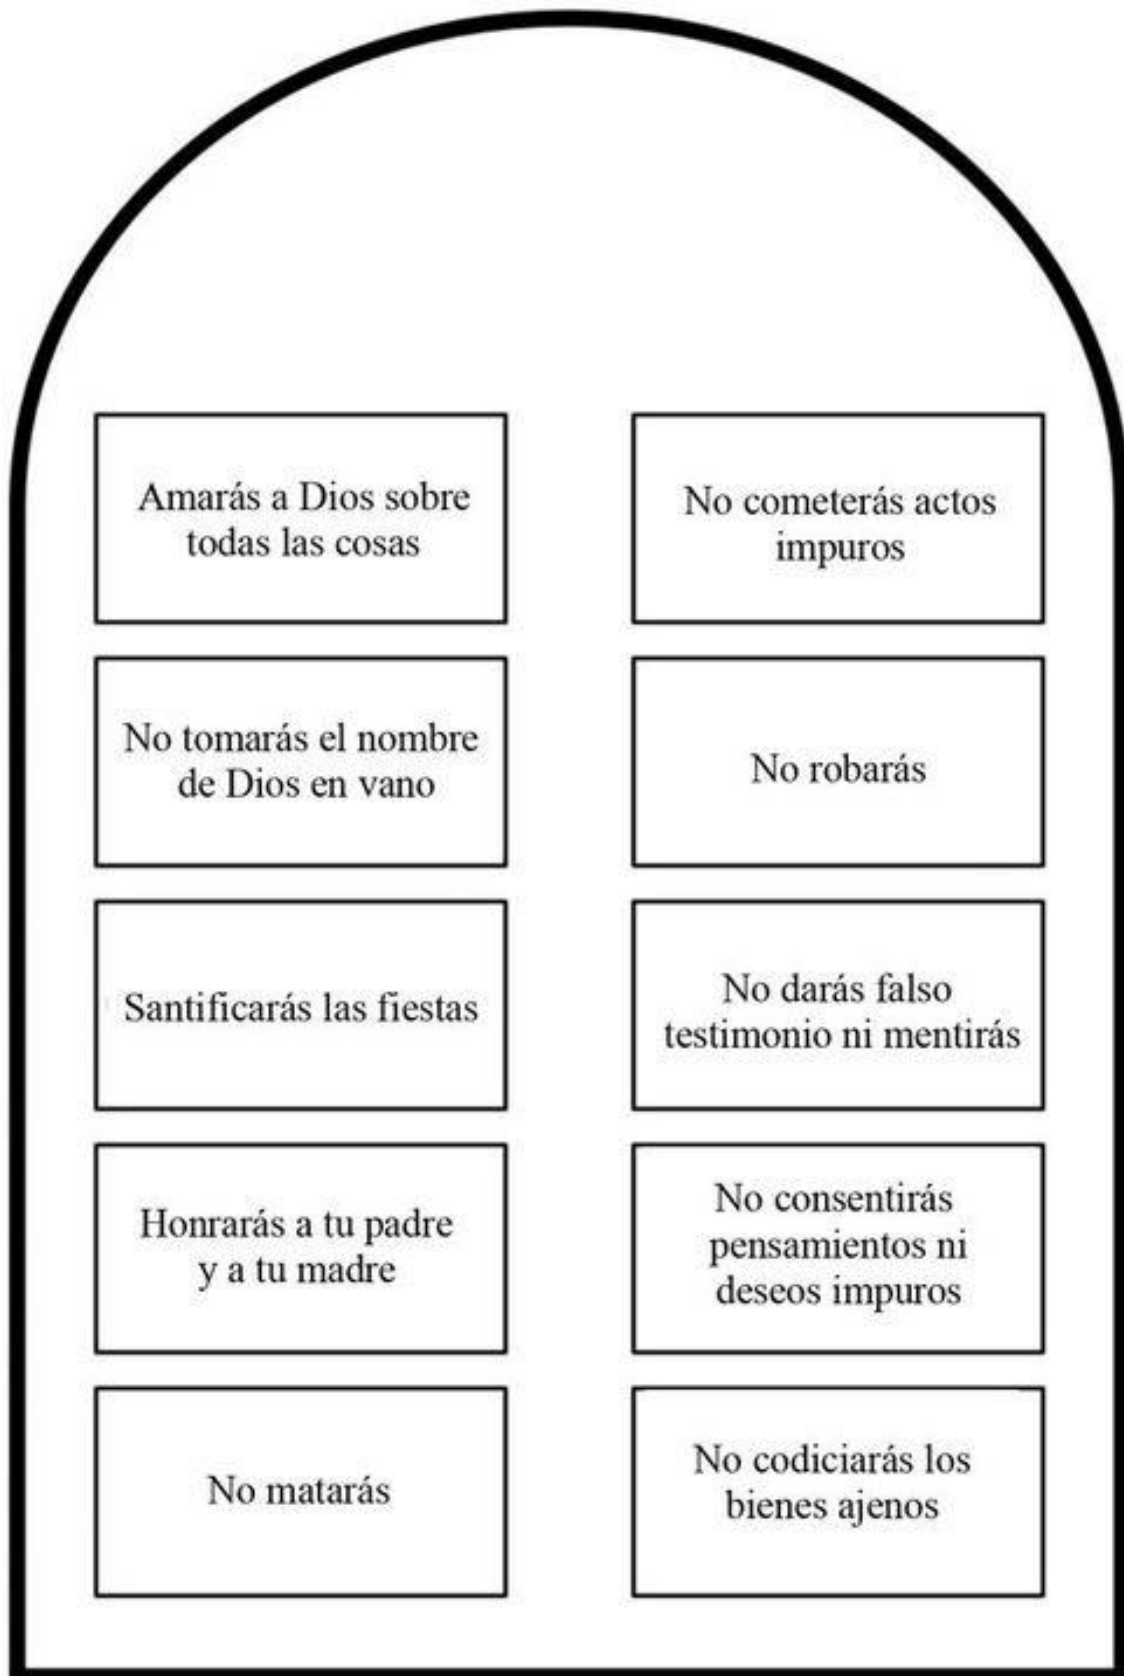 Amarás a Dios sobre
todas las cosas
No tomarás el nombre
de Dios en vano
Santificarás las fiestas
Honrarás a tu padre
y a tu madre
No matarás
No cometerás actos
impuros
No robarás
No darás falso
testimonio ni mentirás
No consentirás
pensamientos ni
deseos impuros
No codiciarás los
bienes ajenos